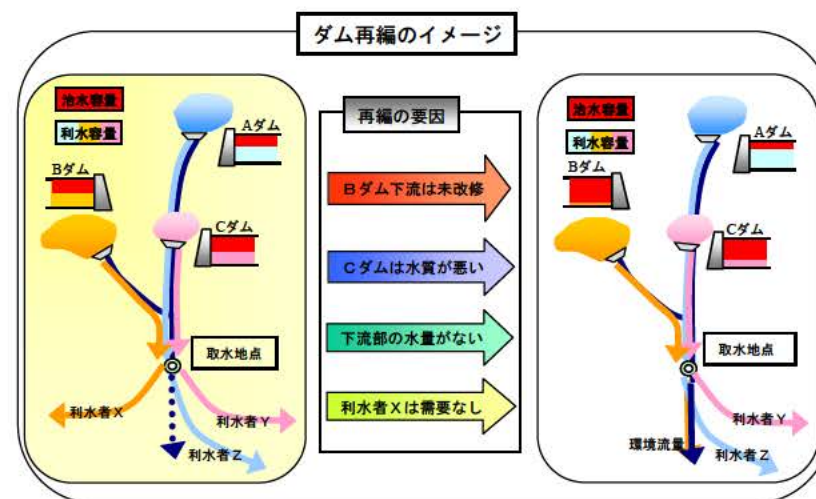 ダム再編のイメージ
治水容量
利水容量
Aダム
Bダム
Cダム
取水地点
利水者X
利水者Y
利水者Z
再編の要因
Bダム下流は未改修
Cダムは水質が悪い
下流部の水量がない
利水者Xは需要なし
治水容量
利水容量
Aダム
Bダム
Cダム
取水地点
利水者Y
環境流量
利水者Z